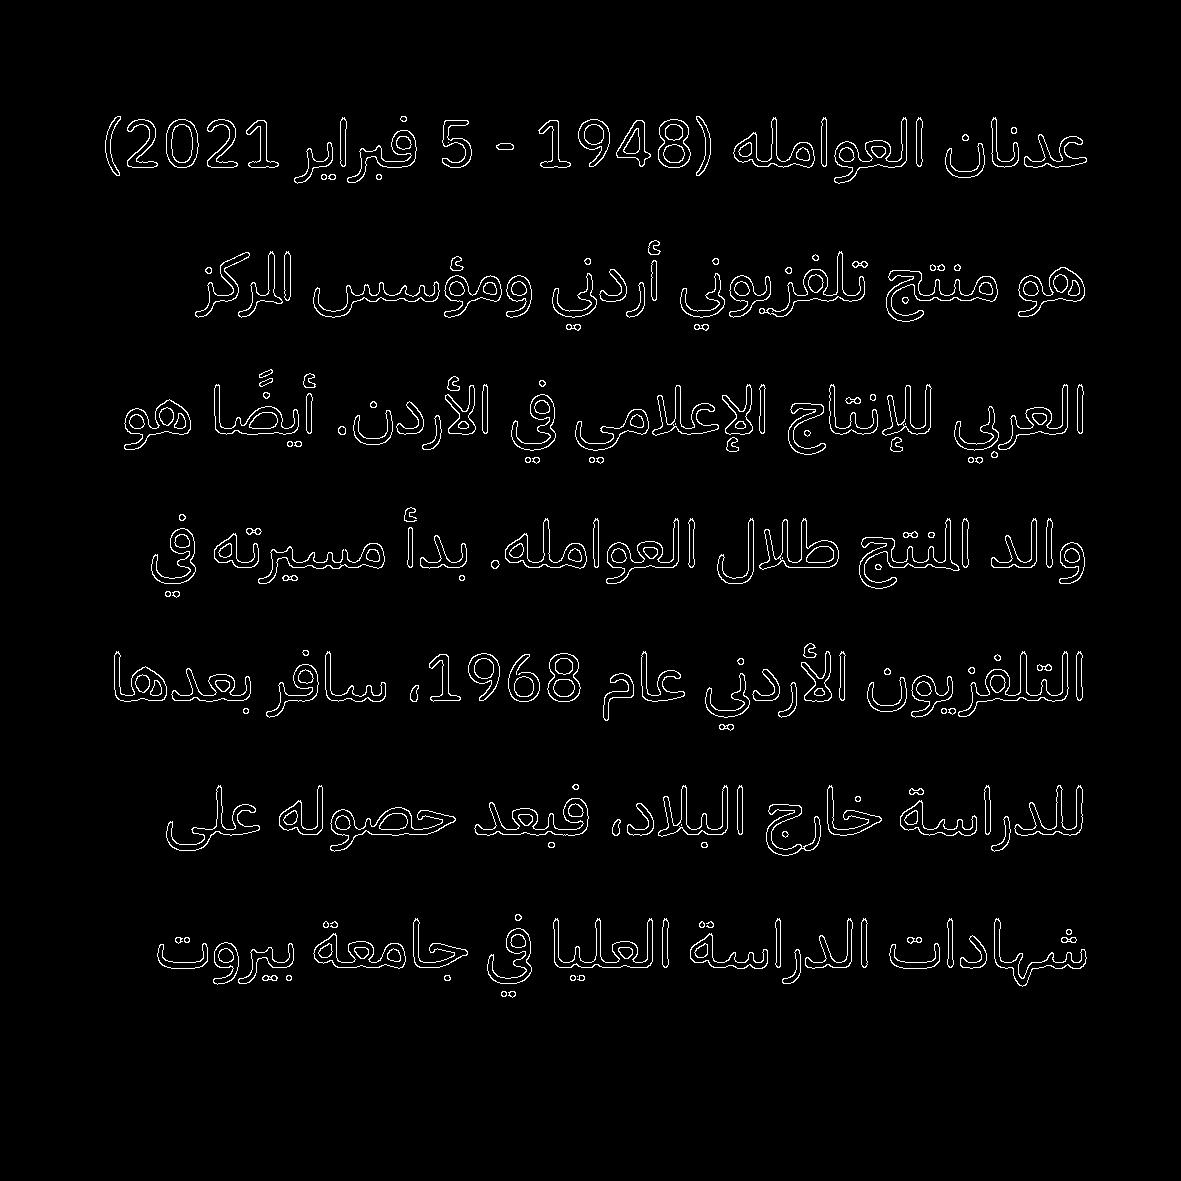 عدنان العوامله (1948 - 5 فبراير 2021)
هو منتج تلفزيوني أردني ومؤسس المركز
العربي للإنتاج الإعلامي في الأردن. أيضًا هو
والد المنتج طلال العوامله. بدأ مسيرته في
التلفزيون الأردني عام 1968، سافر بعدها
للدراسة خارج البلاد، فبعد حصوله على
شهادات الدراسة العليا في جامعة بيروت